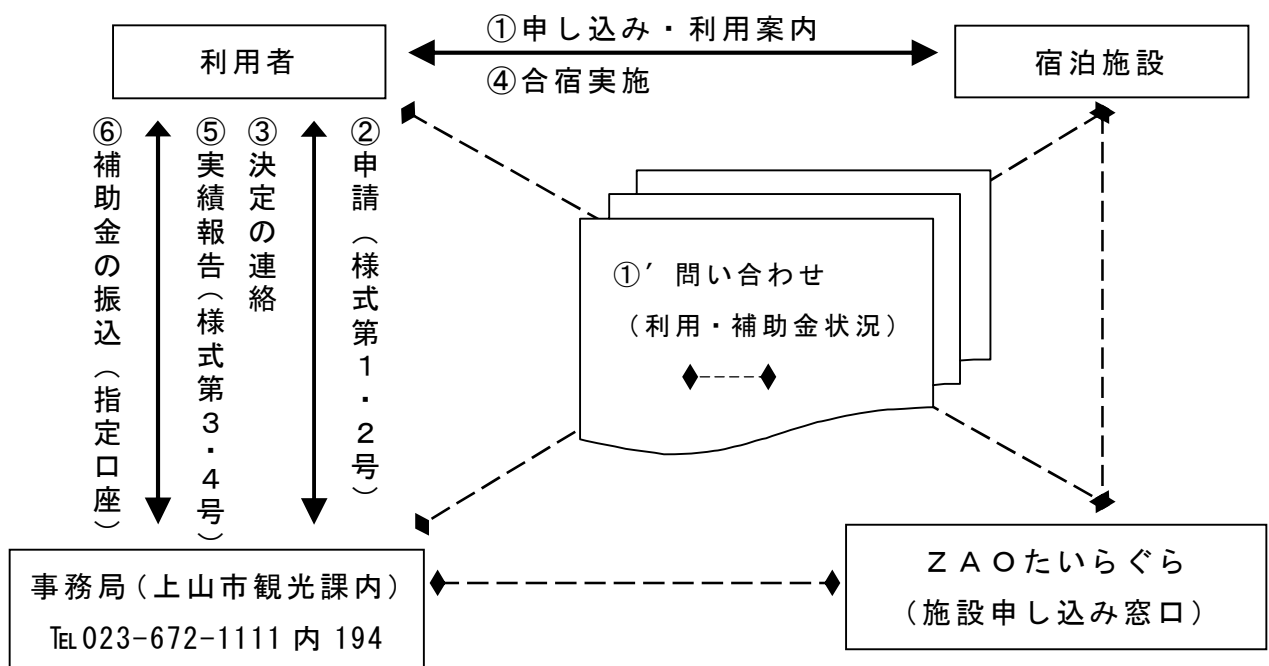 ①申し込み・利用案内
利用者
宿泊施設
④合宿実施
⑥補助金の振込（指定口座）
⑤実績報告（様式第３・４号）
③決定の連絡
②申請（様式第１・２号）
①′問い合わせ
（利用・補助金状況）
事務局（上山市観光課内）
℡023-672-1111 内 194
ＺＡＯたいらぐら
（施設申し込み窓口）